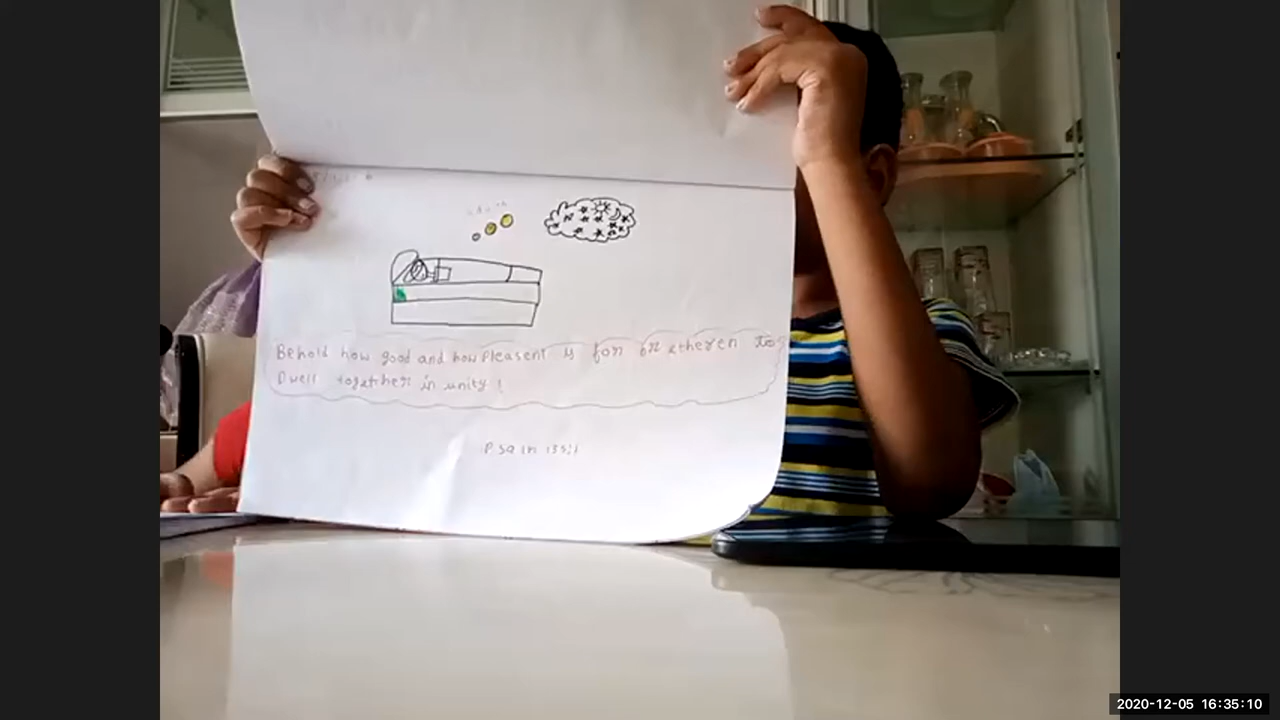 Behold how good and how Pleasent is for bretheren to
Dwell together in unity !
Psalm 133:1
2020-12-05 16:35:10